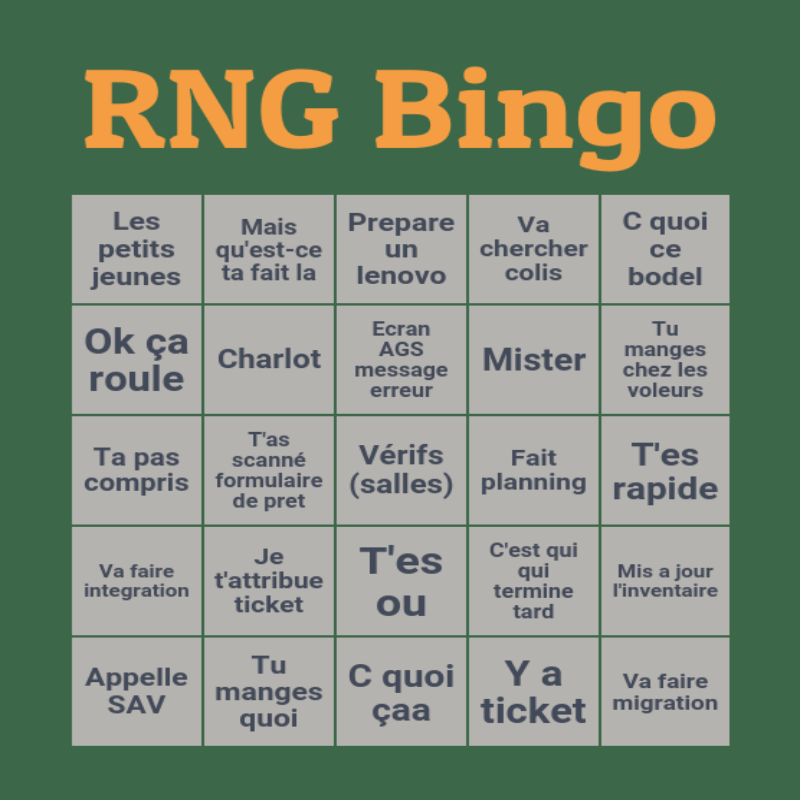 RNG Bingo
Les
petits
jeunes
Mais
qu'est-ce
ta fait la
Prepare
un
lenovo
Va
chercher
colis
C quoi
ce
bodel
Ok ça
roule
Charlot
Ecran
AGS
message
erreur
Mister
Tu
manges
chez les
voleurs
Ta pas
compris
T'as
scanné
formulaire
de pret
Vérifs
(salles)
Fait
planning
T'es
rapide
Va faire
integration
Je
t'attribue
ticket
T'es
ou
C'est qui
qui
termine
tard
Mis a jour
l'inventaire
Appelle
SAV
Tu
manges
quoi
C quoi
çaa
Y a
ticket
Va faire
migration